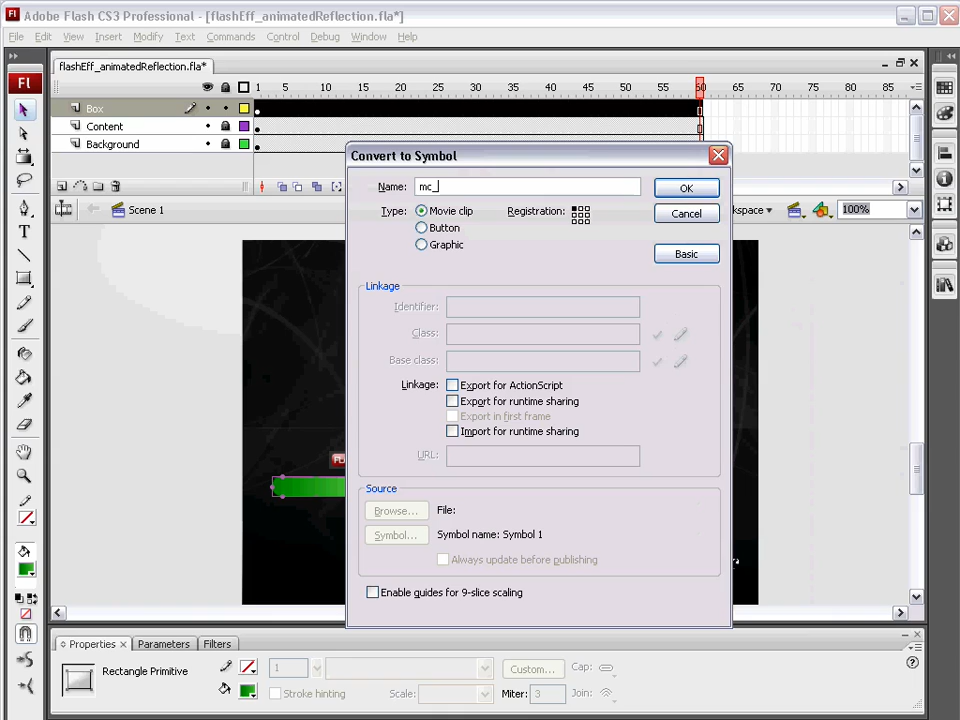 Adobe Flash CS3 Professional - [flashEff_animatedReflection.fla*]
File Edit View Insert Modify Text Commands Control Debug Window Help
flashEff_animatedReflection.fla*
Fl
1 5 10 15 20 25 30 35 40 45 50 55 60 65 70 75 80 85
Box
Content
Background
Convert to Symbol
Name: mc_
OK
Type: Movie clip
Registration:
Cancel
Button
Graphic
Basic
Scene 1
kspace
100%
Linkage
Identifier:
Class:
Base class:
Linkage: Export for ActionScript
Export for runtime sharing
Export in first frame
Import for runtime sharing
URL:
Source
Browse...
File:
Symbol...
Symbol name: Symbol 1
Always update before publishing
Enable guides for 9-slice scaling
Properties Parameters Filters
Rectangle Primitive
1
Custom...
Cap:
Stroke hinting
Scale:
Miter: 3
Join: